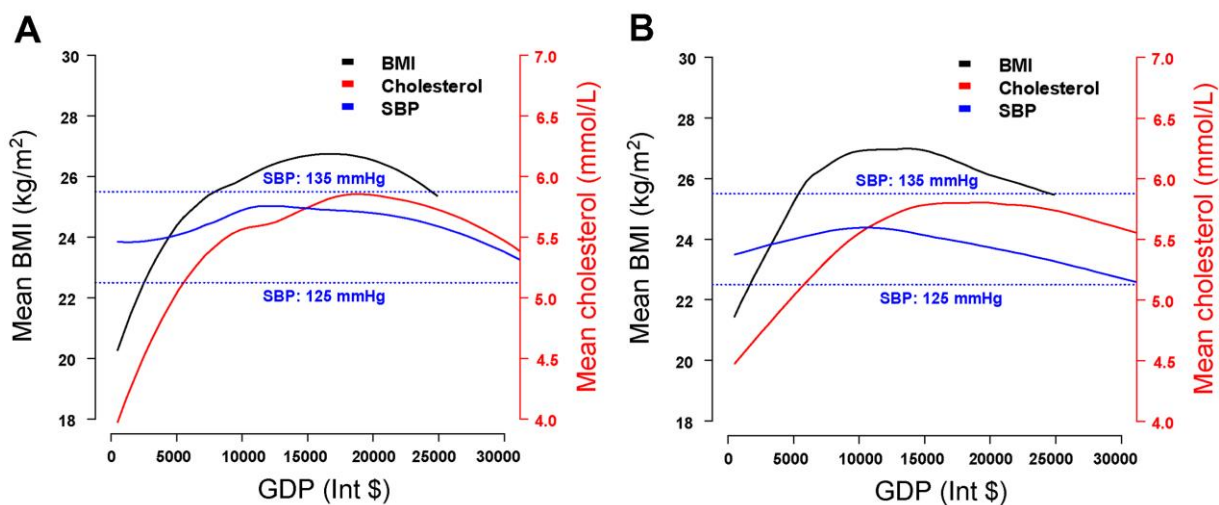 A
30
28
26
24
22
20
18
Mean BMI (kg/m²)
BMI
Cholesterol
SBP
SBP: 135 mmHg
SBP: 125 mmHg
7.0
6.5
6.0
5.5
5.0
4.5
4.0
Mean cholesterol (mmol/L)
0 5000 10000 15000 20000 25000 30000
GDP (Int $)
B
30
28
26
24
22
20
18
Mean BMI (kg/m²)
BMI
Cholesterol
SBP
SBP: 135 mmHg
SBP: 125 mmHg
7.0
6.5
6.0
5.5
5.0
4.5
4.0
Mean cholesterol (mmol/L)
0 5000 10000 15000 20000 25000 30000
GDP (Int $)